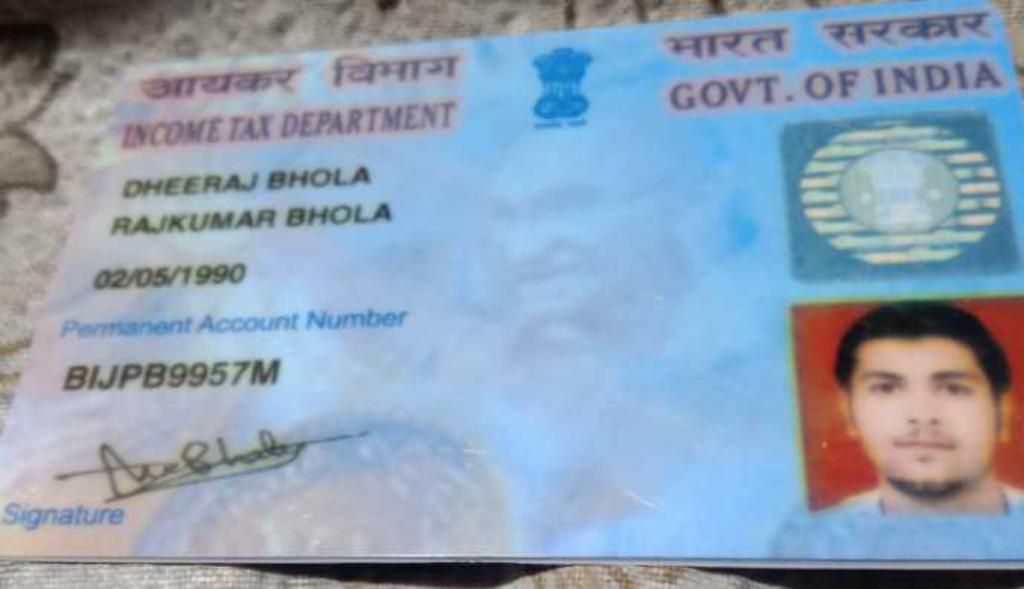 आयकर विभाग
INCOME TAX DEPARTMENT
भारत सरकार
GOVT. OF INDIA
DHEERAJ BHOLA
RAJKUMAR BHOLA
02/05/1990
Permanent Account Number
BIJPB9957M
Signature